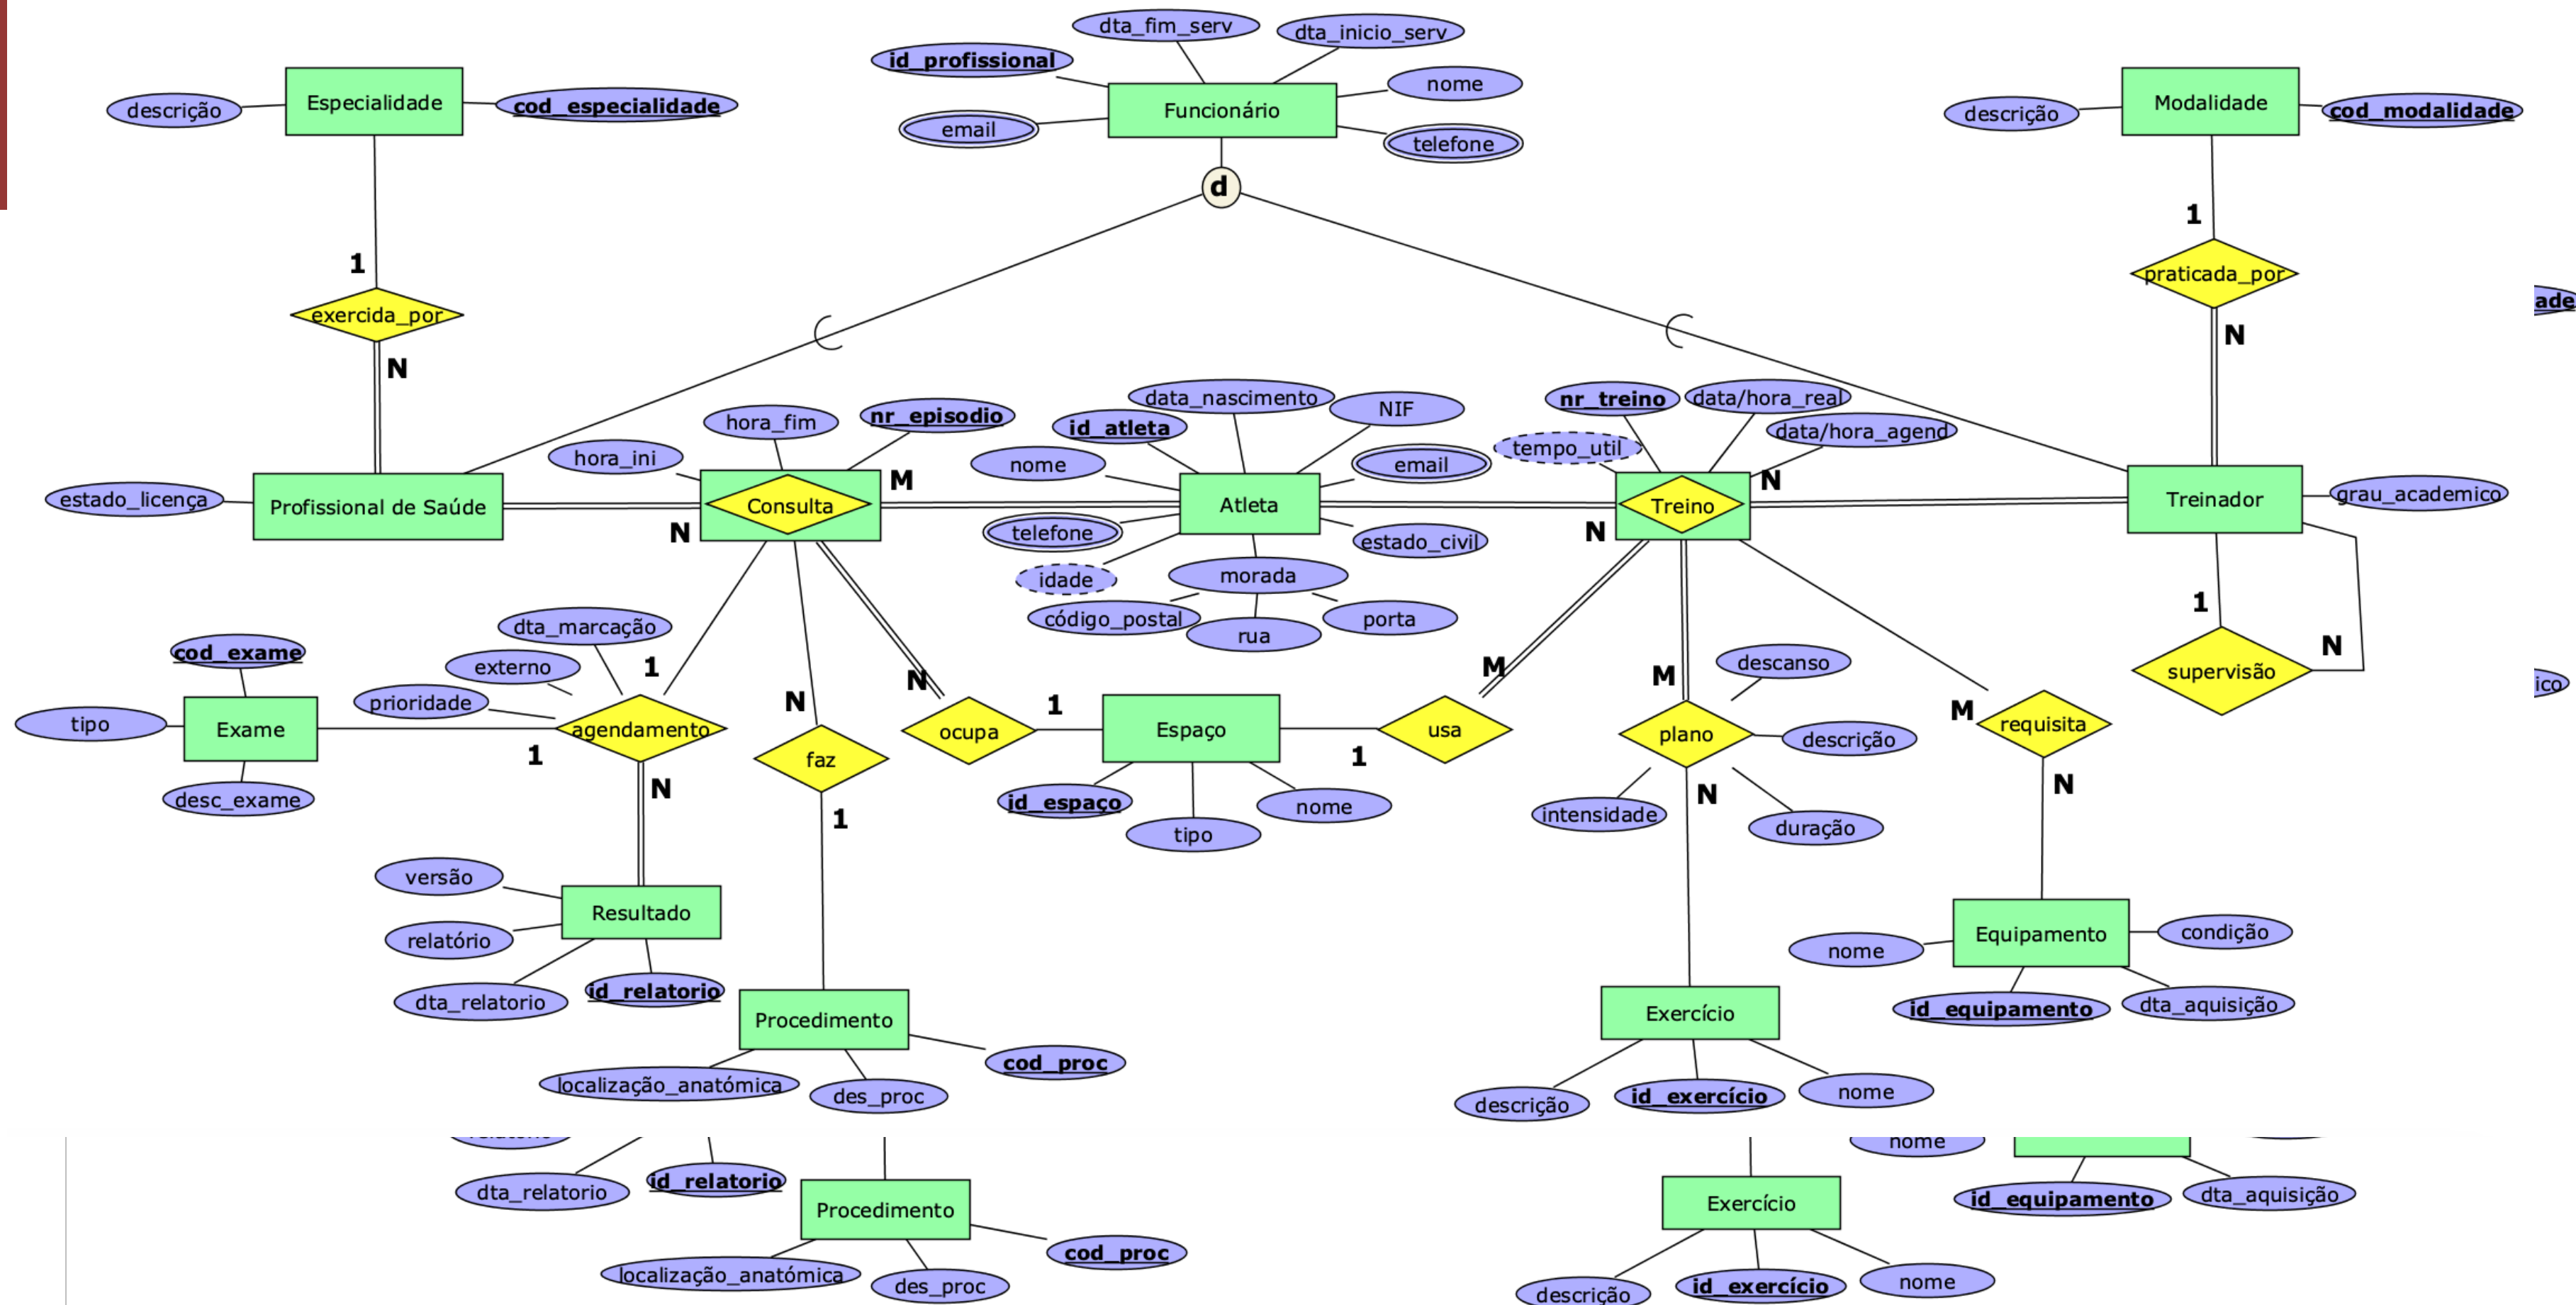 dta_fim_serv
dta_inicio_serv
id_profissional
nome
Especialidade
descrição
cod_especialidade
Funcionário
email
telefone
Modalidade
descrição
cod_modalidade
d
1
praticada_por
N
1
exercida_por
N
ade
hora_fim
nr_episodio
hora_ini
data_nascimento
NIF
id_atleta
nome
email
nr_treino
data/hora_real
data/hora_agend
tempo_util
estado_licença
Profissional de Saúde
Consulta
M
N
Atleta
telefone
estado_civil
idade
morada
código_postal
rua
porta
Treino
N
N
Treinador
grau_academico
1
N
supervisão
ico
cod_exame
dta_marcação
externo
prioridade
1
tipo
Exame
1
agendamento
N
desc_exame
N
faz
1
N
ocupa
1
Espaço
1
usa
M
id_espaço
tipo
nome
M
plano
N
descanso
descrição
intensidade
duração
M
requisita
N
versão
Resultado
relatório
dta_relatorio
id_relatorio
Procedimento
cod_proc
localização_anatómica
des_proc
Equipamento
nome
condição
id_equipamento
dta_aquisição
Exercício
descrição
id_exercício
nome
relatório
nome
dta_relatorio
id_relatorio
Procedimento
cod_proc
localização_anatómica
des_proc
Exercício
id_equipamento
dta_aquisição
descrição
id_exercício
nome